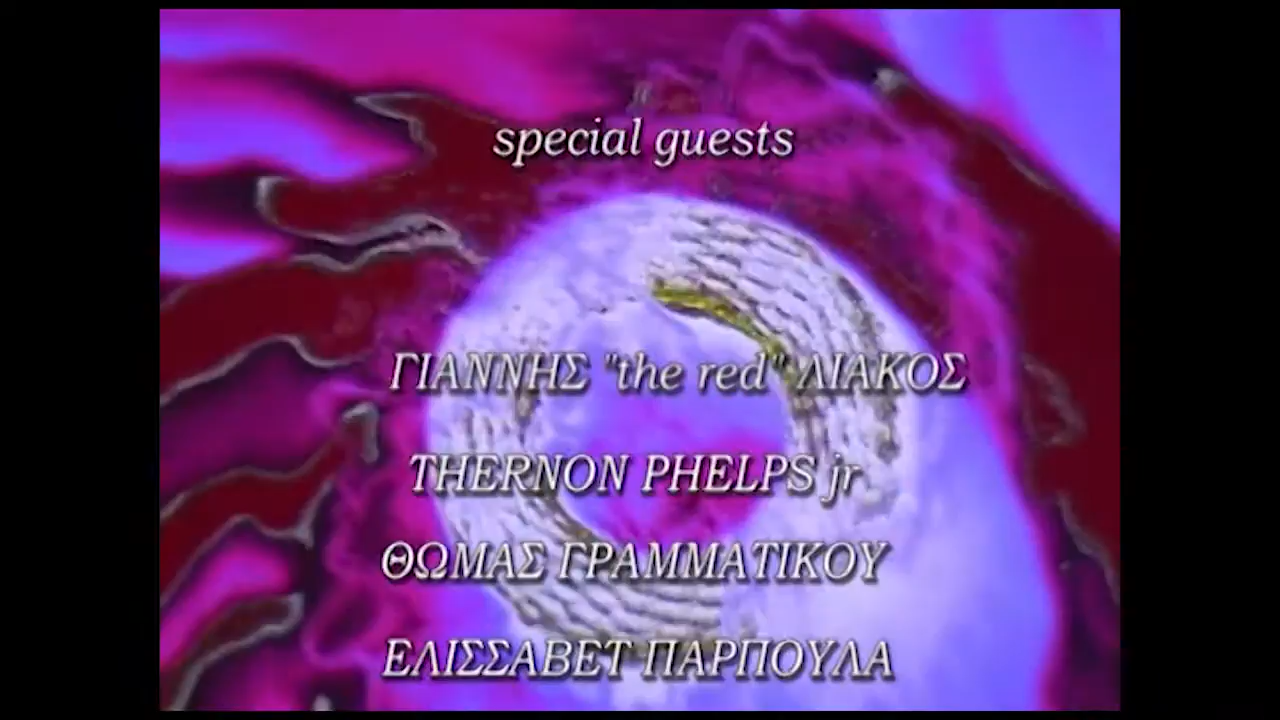 special guests
ΓΙΑΝΝΗΣ "the red" ΛΙΑΚΟΣ
THERNON PHELPS jr
ΘΩΜΑΣ ΓΡΑΜΜΑΤΙΚΟΥ
ΕΛΙΣΣΑΒΕΤ ΠΑΡΠΟΥΛΑ